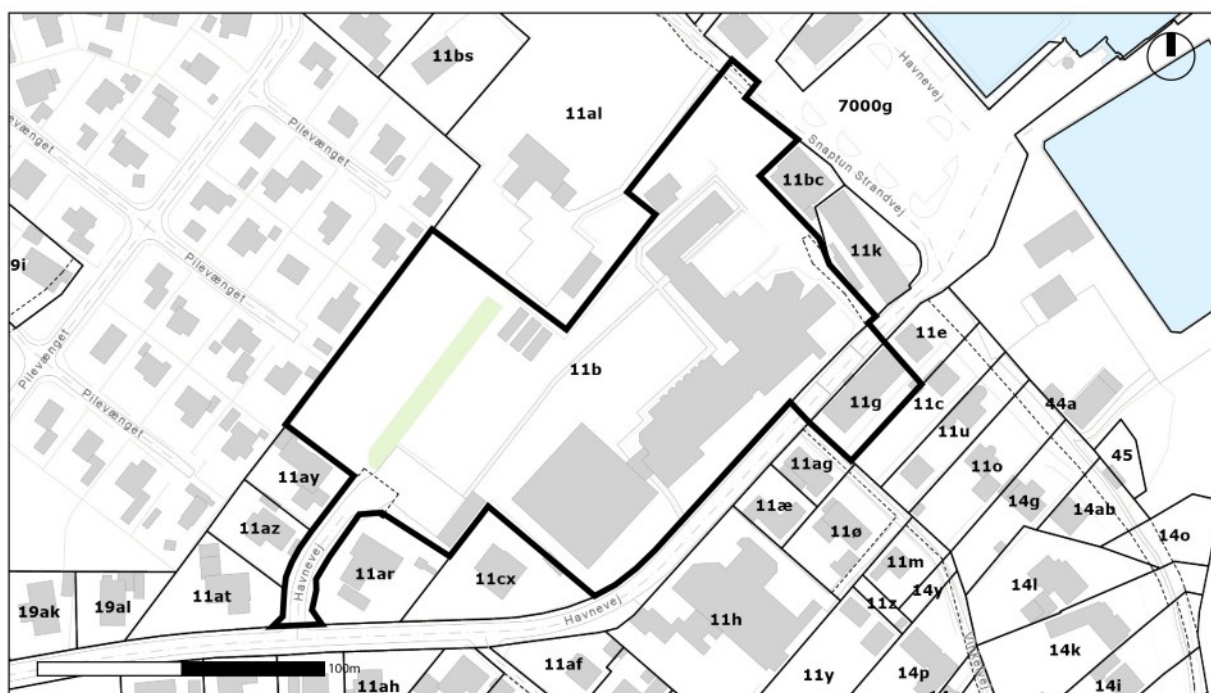 11bs
Havnevej
11al
7000g
Pilevænget
Pilevænget
Snaptun Strandvej
11bc
9i
11k
Pilevænget
Pilevænget
11e
11b
11g
11c
44a
11u
45
11ag
11o
11ay
14g
11æ
14ab
11az
11ø
14o
Havnevej
11m
11ar
11cx
14l
14y
19ak
19al
11at
11z
Havnevej
11h
14k
100m
11af
11y
14p
14i
11ah